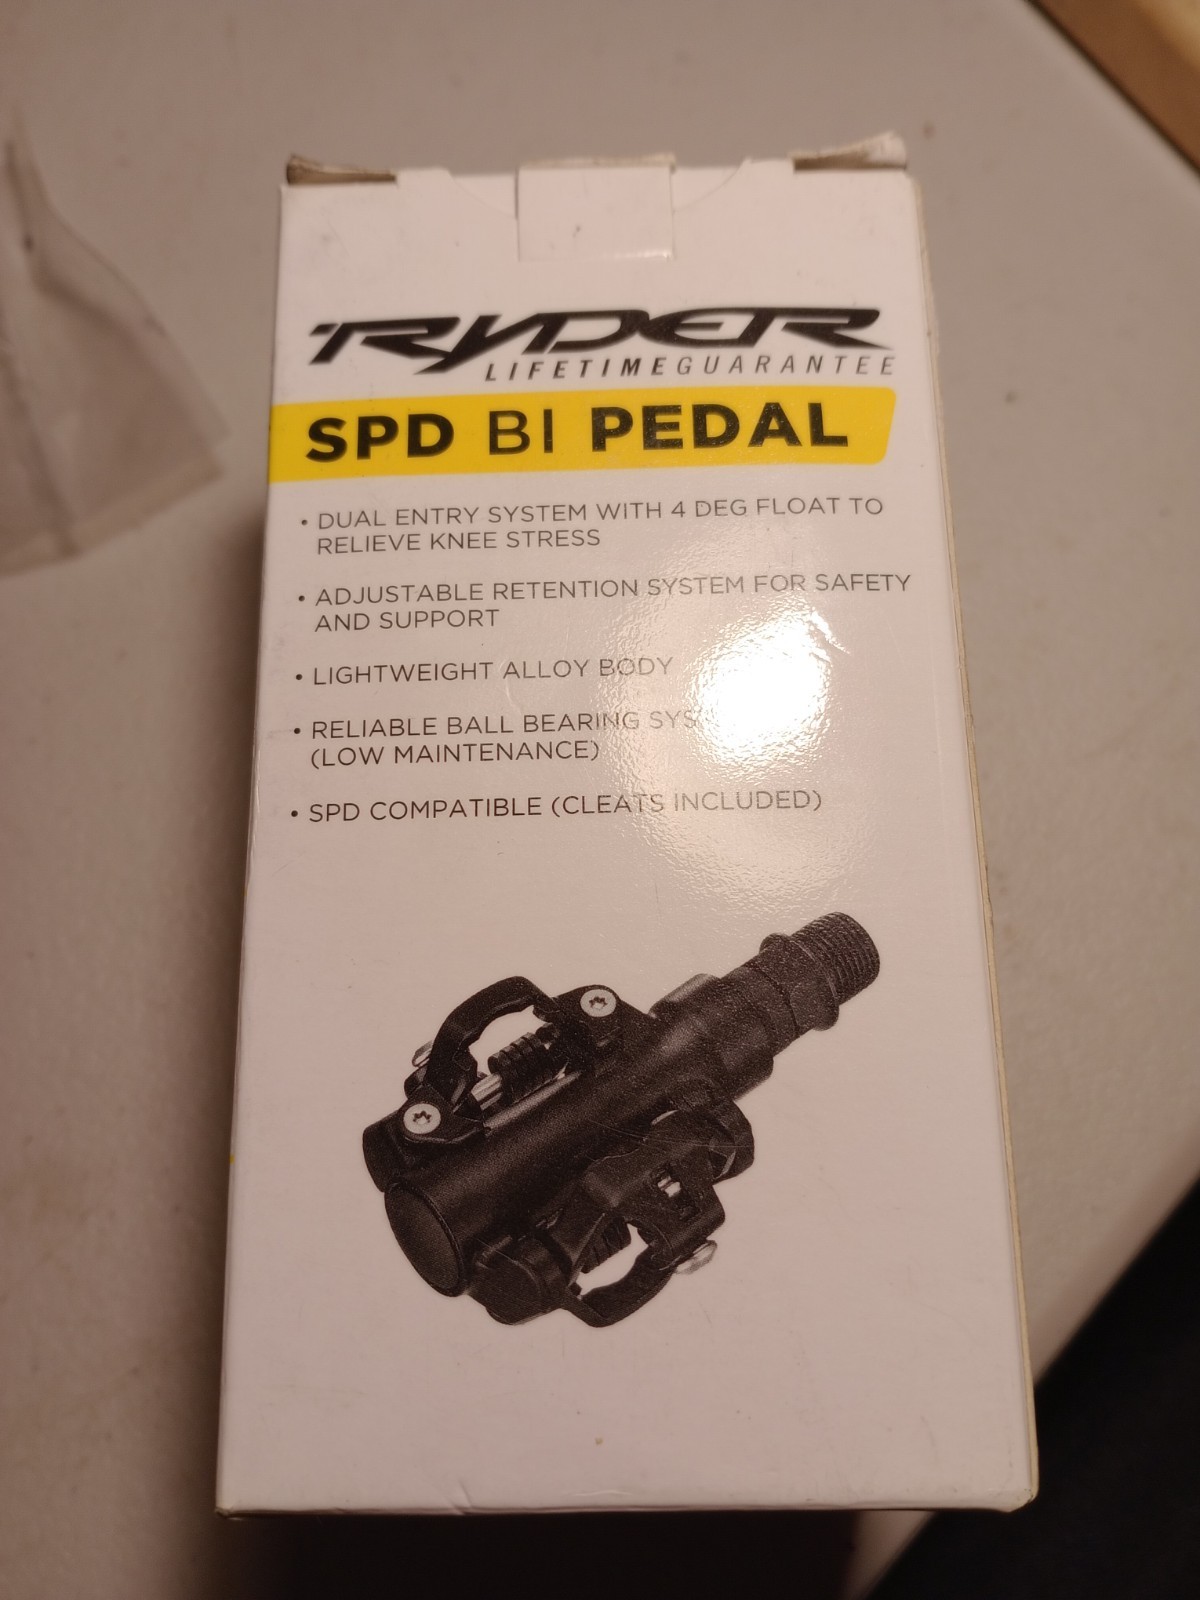 RYDER
LIFETIMEGUARANTEE
SPD BI PEDAL
• DUAL ENTRY SYSTEM WITH 4 DEG FLOAT TO
RELIEVE KNEE STRESS
• ADJUSTABLE RETENTION SYSTEM FOR SAFETY
AND SUPPORT
• LIGHTWEIGHT ALLOY BODY
• RELIABLE BALL BEARING
(LOW MAINTENANCE)
• SPD COMPATIBLE (CLEATS INCLUDED)